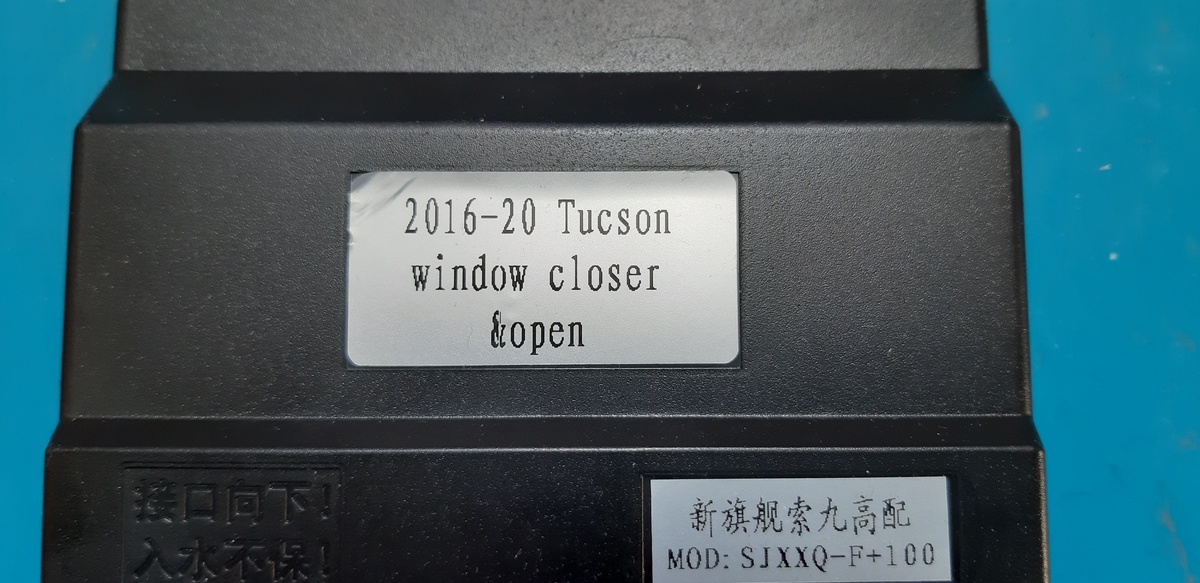 2016-20 Tucson
window closer
&open
接口向下!
入水不保!
新旗舰索九高配
MOD: SJXXQ-F+100